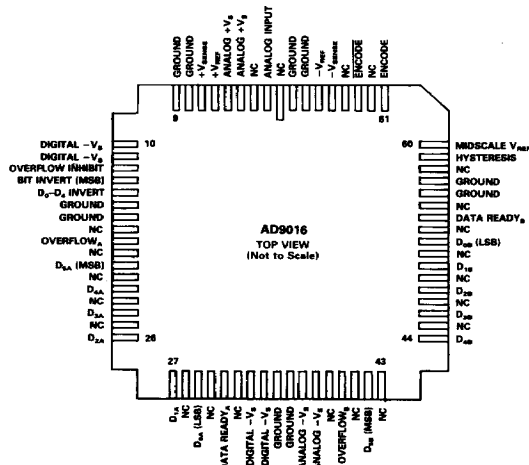 GROUND
GROUND
+VSENSE
+VREF
ANALOG +VS
ANALOG +VS
NC
ANALOG INPUT
NC
GROUND
GROUND
–VREF
–VSENSE
NC
ENCODE
NC
ENCODE
9
61
DIGITAL –VS
DIGITAL –VS
OVERFLOW INHIBIT
BIT INVERT (MSB)
D0–D4 INVERT
GROUND
GROUND
NC
OVERFLOWA
NC
D5A (MSB)
NC
D4A
NC
D3A
NC
D2A
10
26
AD9016
TOP VIEW
(Not to Scale)
60
44
MIDSCALE VREF
HYSTERESIS
NC
GROUND
GROUND
NC
DATA READYB
NC
D0B (LSB)
NC
D1B
NC
D2B
NC
D3B
NC
D4B
27
43
D1A
NC
D0A (LSB)
NC
DATA READYA
NC
DIGITAL –VS
DIGITAL –VS
GROUND
GROUND
ANALOG –VS
ANALOG –VS
NC
OVERFLOWB
NC
D5B (MSB)
NC